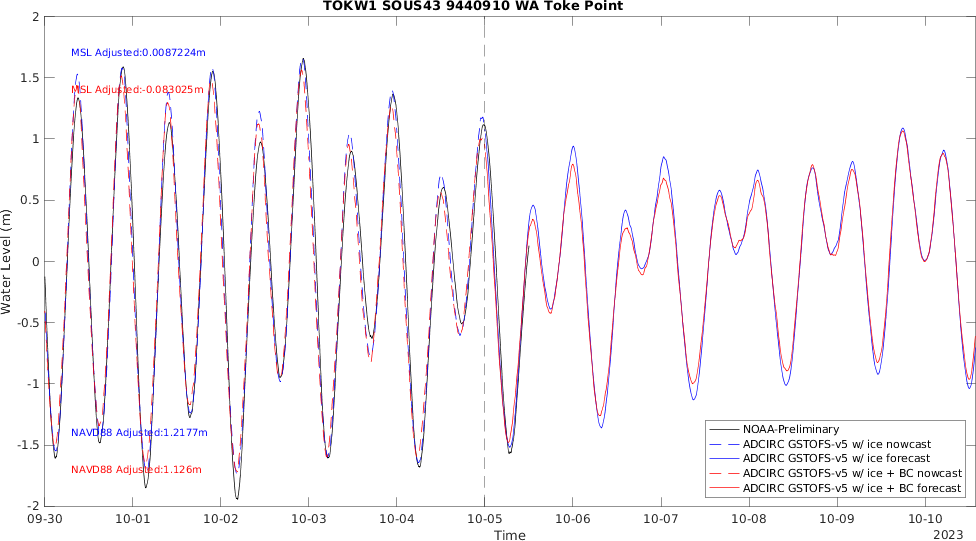 TOKW1 SOUS43 9440910 WA Toke Point
Water Level (m)
2
1.5
1
0.5
0
-0.5
-1
-1.5
-2
MSL Adjusted:0.0087224m
MSL Adjusted:-0.083025m
NAVD88 Adjusted:1.2177m
NAVD88 Adjusted:1.126m
NOAA-Preliminary
ADCIRC GSTOFS-v5 w/ ice nowcast
ADCIRC GSTOFS-v5 w/ ice forecast
ADCIRC GSTOFS-v5 w/ ice + BC nowcast
ADCIRC GSTOFS-v5 w/ ice + BC forecast
09-30 10-01 10-02 10-03 10-04 10-05 10-06 10-07 10-08 10-09 10-10
Time
2023